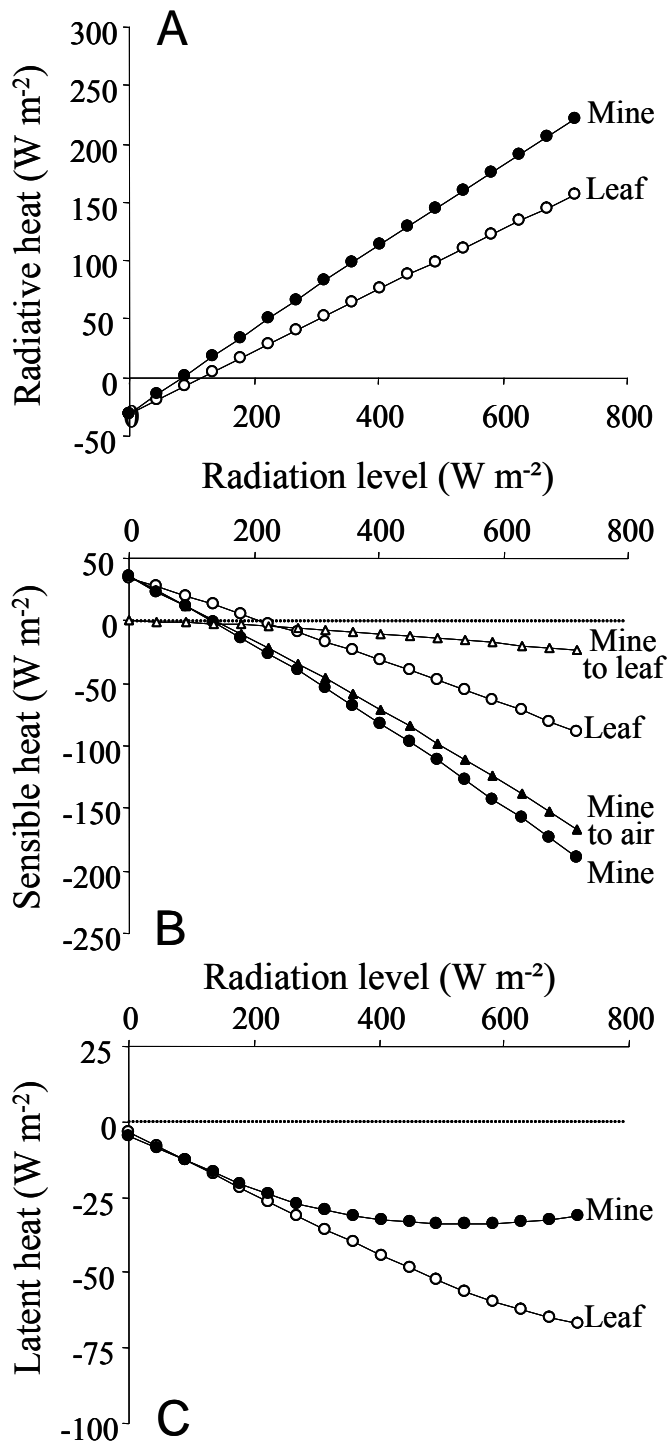 A
300
250
200
150
100
50
0
-50
Radiative heat (W m-²)
Mine
Leaf
0 200 400 600 800
Radiation level (W m-²)
0 200 400 600 800
50
0
-50
-100
-150
-200
-250
Sensible heat (W m-²)
Mine
to leaf
Leaf
Mine
to air
Mine
B
Radiation level (W m-²)
0 200 400 600 800
25
0
-25
-50
-75
-100
Latent heat (W m-²)
Mine
Leaf
C